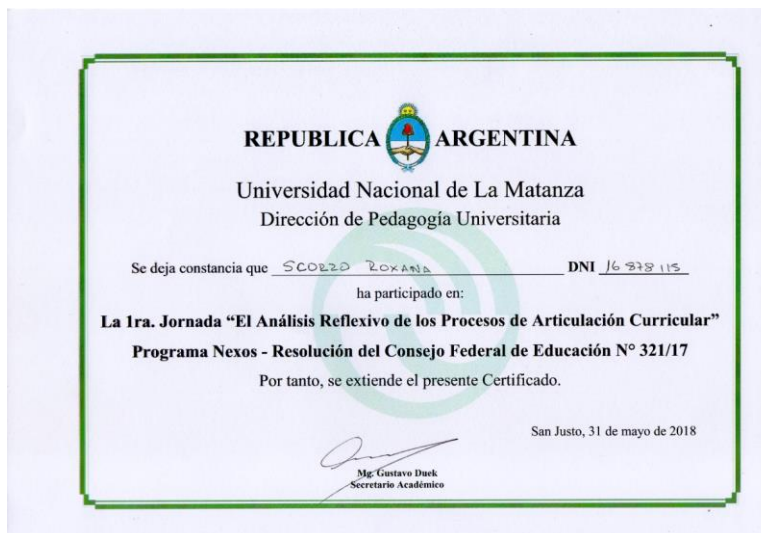 REPUBLICA ARGENTINA
Universidad Nacional de La Matanza
Dirección de Pedagogía Universitaria
Se deja constancia que SCORZO ROXANA DNI 16 878 115
ha participado en:
La 1ra. Jornada “El Análisis Reflexivo de los Procesos de Articulación Curricular”
Programa Nexos - Resolución del Consejo Federal de Educación N° 321/17
Por tanto, se extiende el presente Certificado.
San Justo, 31 de mayo de 2018
Mg. Gustavo Duek
Secretario Académico